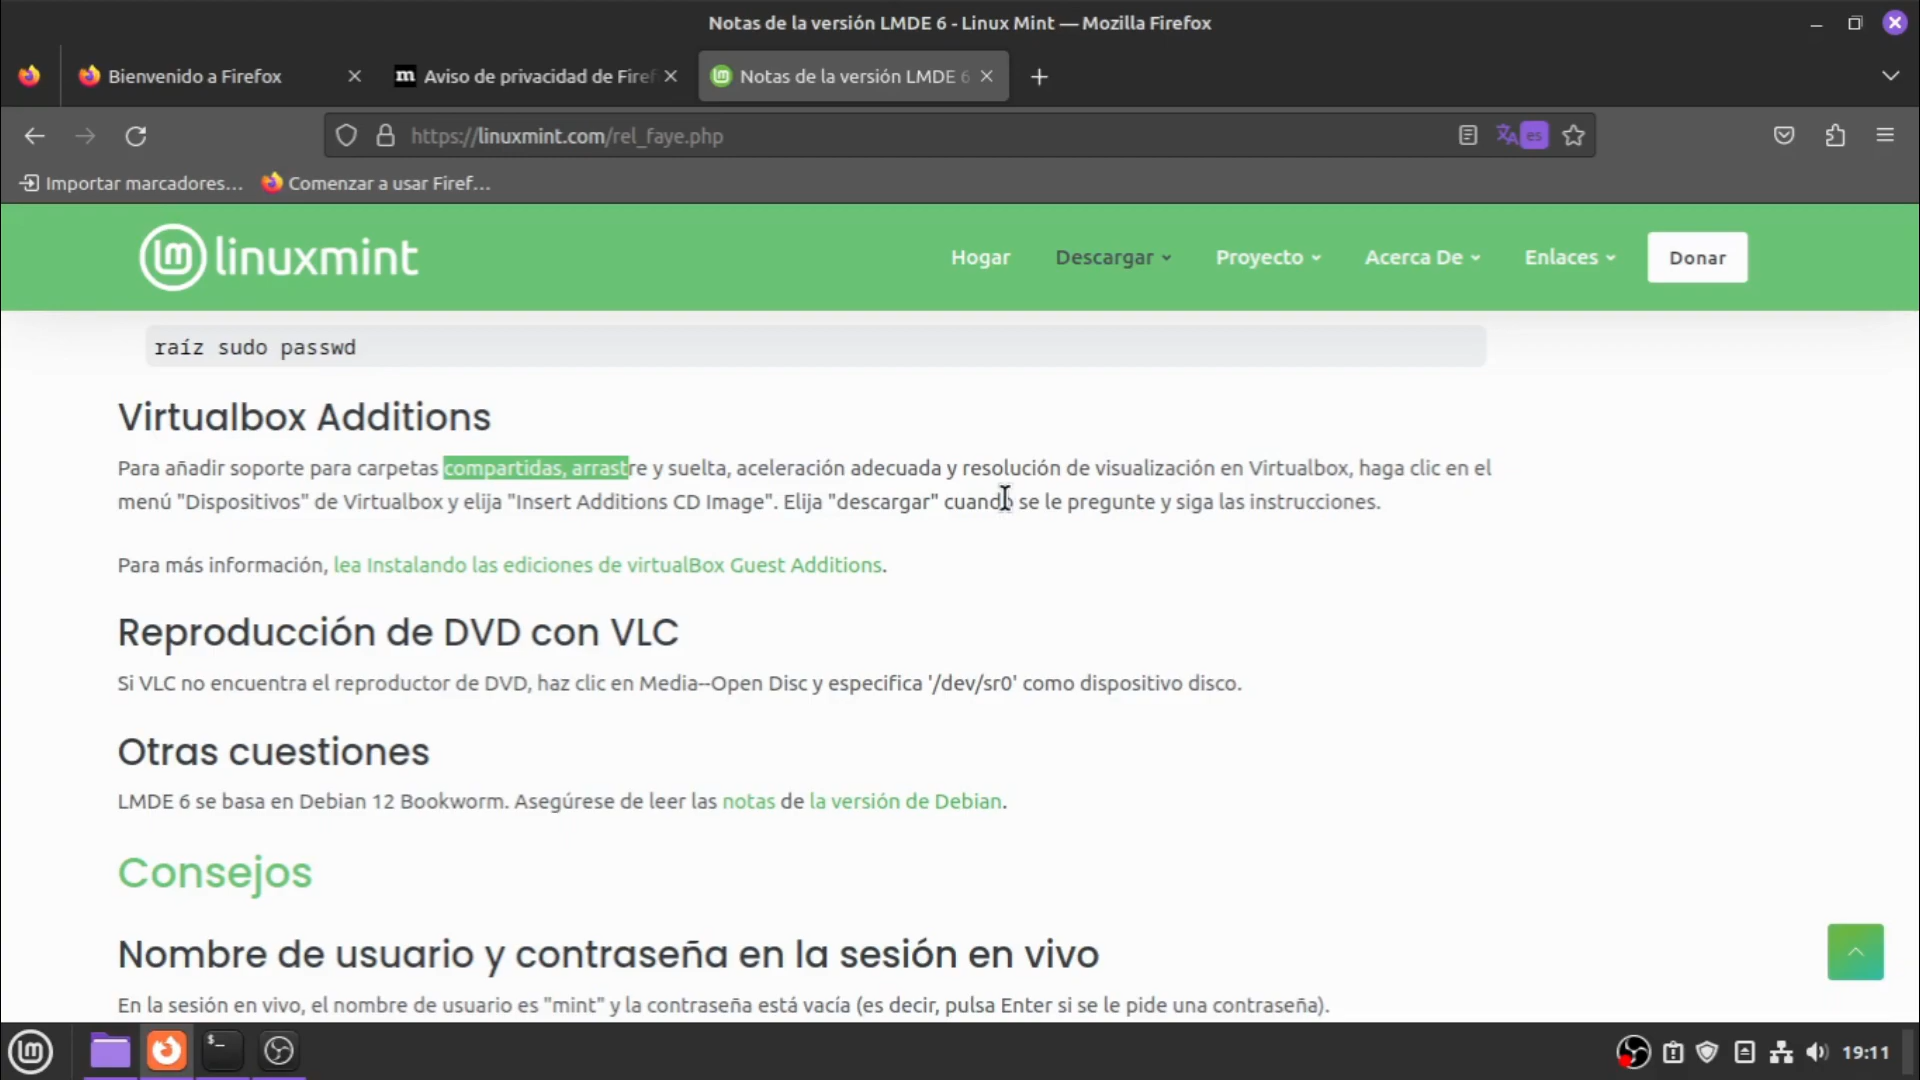 Notas de la versión LMDE 6 - Linux Mint — Mozilla Firefox
Bienvenido a Firefox
Aviso de privacidad de Firef
Notas de la versión LMDE 6
https://linuxmint.com/rel_faye.php
es
Importar marcadores...
Comenzar a usar Firef...
linuxmint
Hogar
Descargar
Proyecto
Acerca De
Enlaces
Donar
raíz sudo passwd
Virtualbox Additions
Para añadir soporte para carpetas compartidas, arrastre y suelta, aceleración adecuada y resolución de visualización en Virtualbox, haga clic en el
menú "Dispositivos" de Virtualbox y elija "Insert Additions CD Image". Elija "descargar" cuando se le pregunte y siga las instrucciones.
Para más información, lea Instalando las ediciones de virtualBox Guest Additions.
Reproducción de DVD con VLC
Si VLC no encuentra el reproductor de DVD, haz clic en Media--Open Disc y especifica '/dev/sr0' como dispositivo disco.
Otras cuestiones
LMDE 6 se basa en Debian 12 Bookworm. Asegúrese de leer las notas de la versión de Debian.
Consejos
Nombre de usuario y contraseña en la sesión en vivo
En la sesión en vivo, el nombre de usuario es "mint" y la contraseña está vacía (es decir, pulsa Enter si se le pide una contraseña).
19:11